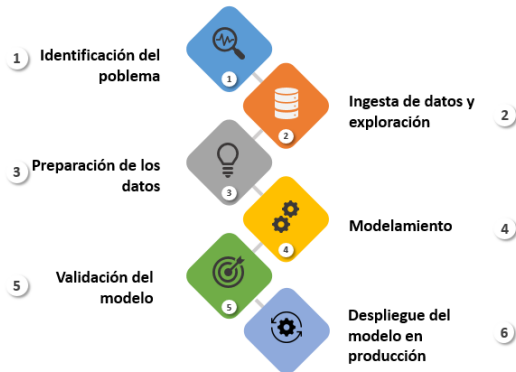 1
Identificación del
poblema
1
Ingesta de datos y
exploración
2
2
3
Preparación de los
datos
3
Modelamiento
4
4
5
Validación del
modelo
5
Despliegue del
modelo en
producción
6